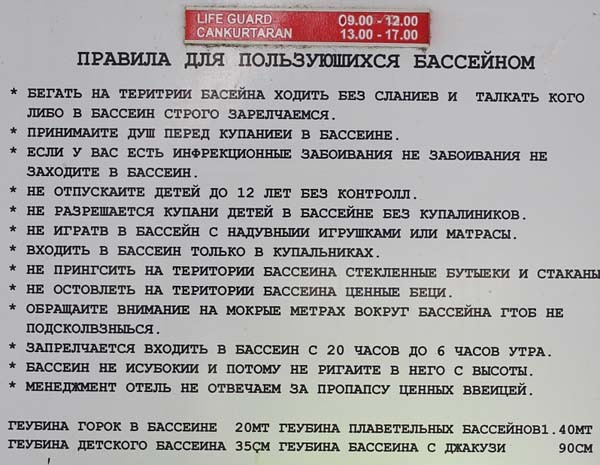 LIFE GUARD 09.00 - 12.00
CANKURTARAN 13.00 - 17.00
ПРАВИЛА ДЛЯ ПОЛЬЗУЮШИХСЯ БАССЕЙНОМ
* БЕГАТЬ НА ТЕРИТРИИ БАСЕЙНА ХОДИТЬ БЕЗ СЛАНИЕВ И ТАЛКАТЬ КОГО
ЛИБО В БАССЕИН СТРОГО ЗАРЕЛЧАЕМСЯ.
* ПРИНИМАИТЕ ДУШ ПЕРЕД КУПАНИЕИ В БАССЕИНЕ.
* ЕСЛИ У ВАС ЕСТЬ ИНФРЕКЦИОННЫЕ ЗАБОИВАНИЯ НЕ ЗАБОИВАНИЯ НЕ
ЗАХОДИТЕ В БАССЕИН.
* НЕ ОТПУСКАИТЕ ДЕТЕЙ ДО 12 ЛЕТ БЕЗ КОНТРОЛЛ.
* НЕ РАЗРЕШАЕТСЯ КУПАНИ ДЕТЕЙ В БАССЕЙНЕ БЕЗ КУПАЛИНИКОВ.
* НЕ ИГРАТВ В БАССЕЙН С НАДУВНЫИИ ИГРУШКАМИ ИЛИ МАТРАСЫ.
* ВХОДИТЬ В БАССЕИН ТОЛЬКО В КУПАЛЬНИКАХ.
* НЕ ПРИНГСИТЬ НА ТЕРИТОРИИ БАССЕИНА СТЕКЛЕННЫЕ БУТЫЕКИ И СТАКАНЫ
* НЕ ОСТОВЛЕТЬ НА ТЕРИТОРИИ БАССЕИНА ЦЕННЫЕ БЕЦИ.
* ОБРАЩАИТЕ ВНИМАНИЕ НА МОКРЫЕ МЕТРАХ ВОКРУГ БАССЕЙНА ГТОБ НЕ
ПОДСКОЛВЗНЫЬСЯ.
* ЗАПРЕЛЧАЕТСЯ ВХОДИТЬ В БАССЕИН С 20 ЧАСОВ ДО 6 ЧАСОВ УТРА.
* БАССЕИН НЕ ИСУБОКИИ И ПОТОМУ НЕ РИГАИТЕ В НЕГО С ВЫСОТЫ.
* МЕНЕДЖМЕНТ ОТЕЛЬ НЕ ОТВЕЧАЕМ ЗА ПРОПАПСУ ЦЕННЫХ ВВЕИЦЕЙ.
ГЕУБИНА ГОРОК В БАССЕИНЕ 20МТ ГЕУБИНА ПЛАВЕТЕЛЬНЫХ БАССЕЙНОВ1.40МТ
ГЕУБИНА ДЕТСКОГО БАССЕИНА 35СМ ГЕУБИНА БАССЕИНА С ДЖАКУЗИ 90СМ